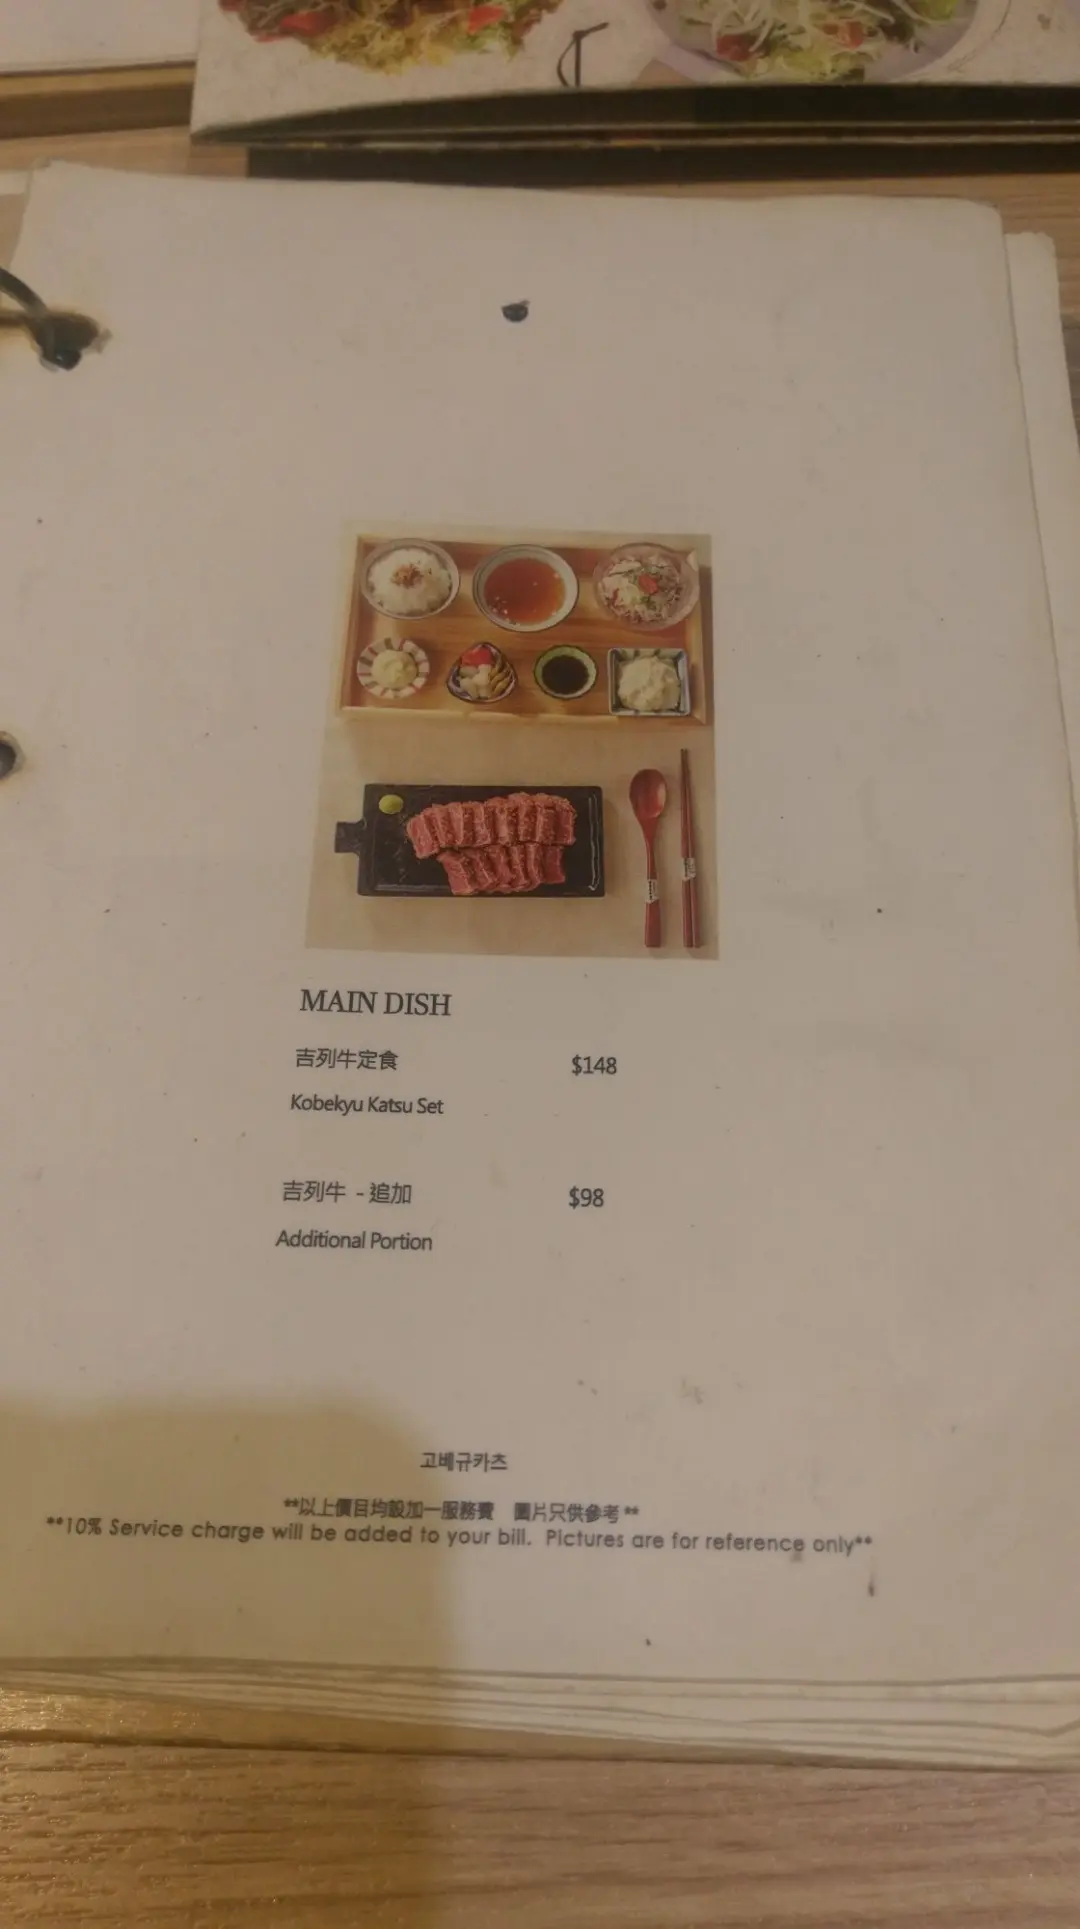 MAIN DISH
吉列牛定食 $148
Kobekyu Katsu Set
吉列牛 - 追加 $98
Additional Portion
고베규카츠
**以上價目均設加一服務費 圖片只供參考**
**10% Service charge will be added to your bill. Pictures are for reference only**